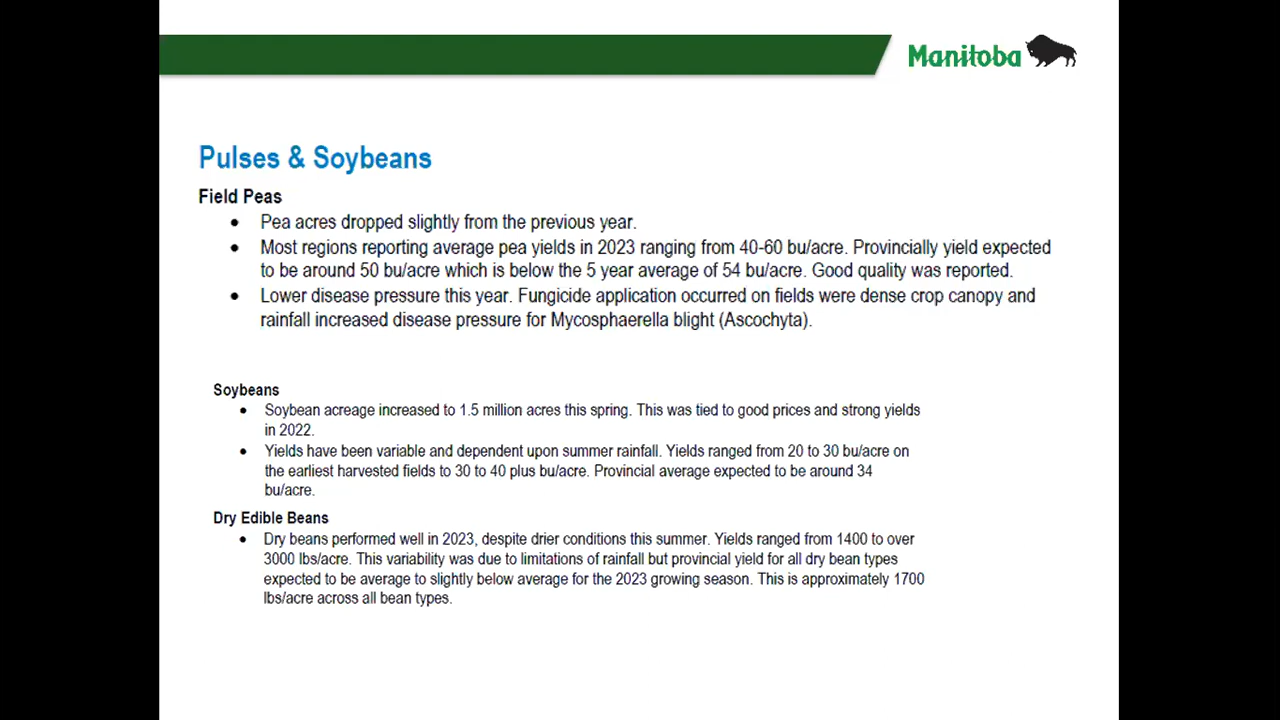 Manitoba
Pulses & Soybeans
Field Peas
• Pea acres dropped slightly from the previous year.
• Most regions reporting average pea yields in 2023 ranging from 40-60 bu/acre. Provincially yield expected
to be around 50 bu/acre which is below the 5 year average of 54 bu/acre. Good quality was reported.
• Lower disease pressure this year. Fungicide application occurred on fields were dense crop canopy and
rainfall increased disease pressure for Mycosphaerella blight (Ascochyta).
Soybeans
• Soybean acreage increased to 1.5 million acres this spring. This was tied to good prices and strong yields
in 2022.
• Yields have been variable and dependent upon summer rainfall. Yields ranged from 20 to 30 bu/acre on
the earliest harvested fields to 30 to 40 plus bu/acre. Provincial average expected to be around 34
bu/acre.
Dry Edible Beans
• Dry beans performed well in 2023, despite drier conditions this summer. Yields ranged from 1400 to over
3000 lbs/acre. This variability was due to limitations of rainfall but provincial yield for all dry bean types
expected to be average to slightly below average for the 2023 growing season. This is approximately 1700
lbs/acre across all bean types.